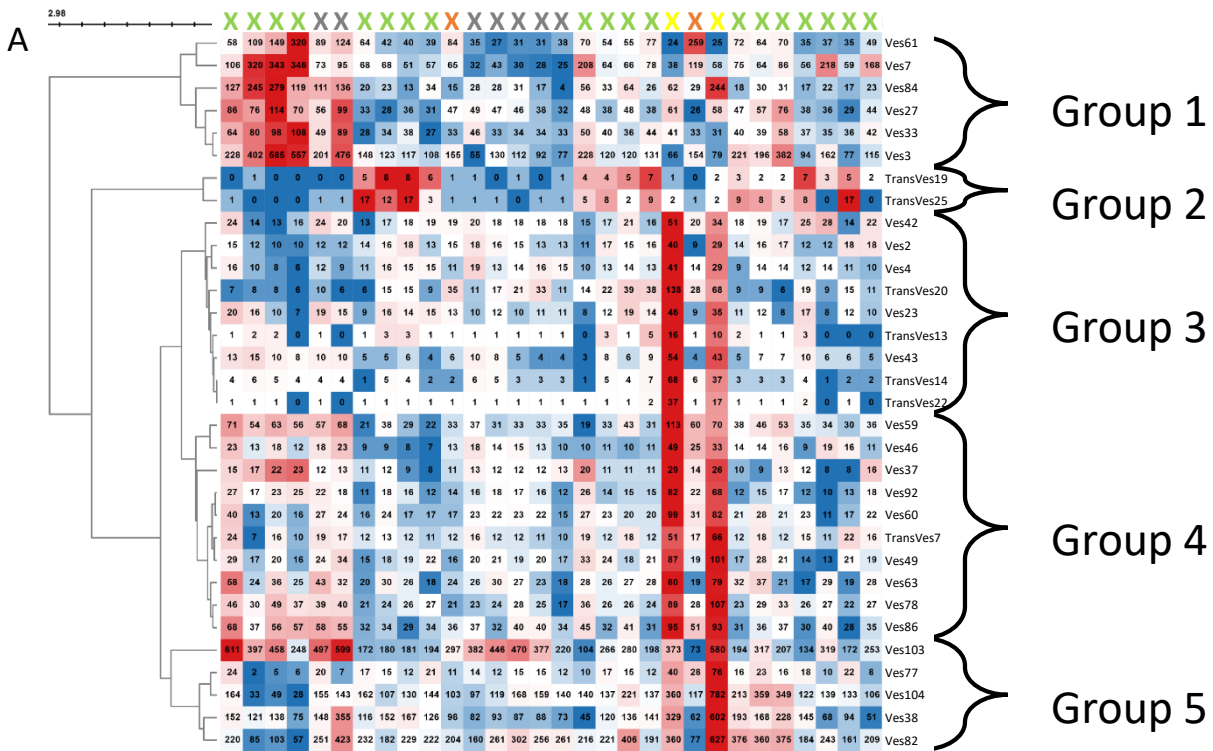 2.98
A
X X X X X X X X X X X X X X X X X X X X X X X X X X X X X
58 109 149 320 89 124 64 42 40 39 84 35 27 31 31 38 70 54 55 77 24 259 25 72 64 70 35 37 35 49 Ves61
106 320 343 346 73 95 68 68 51 57 65 32 43 30 28 25 208 64 66 78 38 119 58 75 64 86 56 218 59 168 Ves7
127 245 279 119 111 136 20 23 13 34 15 28 28 31 17 4 56 33 64 26 62 29 244 18 30 31 17 22 17 23 Ves84
86 76 114 70 56 99 33 28 36 31 47 49 47 46 38 32 48 38 48 38 61 26 58 47 57 76 38 36 29 44 Ves27
64 80 98 108 49 89 28 34 38 27 33 46 33 34 34 33 50 40 36 44 41 33 31 40 39 58 37 35 36 42 Ves33
228 402 585 557 201 476 148 123 117 108 155 55 130 112 92 77 228 120 120 131 66 154 79 221 196 382 94 162 77 115 Ves3
Group 1
0 1 0 0 0 0 5 8 8 6 1 1 0 1 0 1 4 4 5 7 1 0 2 3 2 2 7 3 5 2 TransVes19
1 0 0 0 1 1 17 12 17 3 1 1 1 0 1 1 5 8 2 9 2 1 2 9 8 5 8 0 17 0 TransVes25
Group 2
24 14 13 16 24 20 13 17 18 19 19 20 18 18 18 18 15 17 21 16 51 20 34 18 19 17 25 28 14 22 Ves42
15 12 10 10 12 12 14 16 18 13 15 18 16 15 13 13 11 17 15 16 40 9 29 14 16 17 12 12 18 18 Ves2
16 10 8 6 12 9 11 16 15 15 11 19 13 14 16 15 10 13 14 13 41 14 29 9 14 14 12 14 11 10 Ves4
7 8 8 6 10 6 6 15 15 9 35 11 17 21 33 11 14 22 39 38 138 28 68 9 9 6 19 9 15 11 TransVes20
20 16 10 7 19 15 9 16 14 15 13 10 12 10 11 11 8 12 19 14 46 9 35 11 12 8 17 8 12 10 Ves23
1 2 2 0 1 0 1 3 3 1 1 1 1 1 1 1 0 3 1 5 16 1 10 2 1 1 3 0 0 0 TransVes13
13 15 10 8 10 10 5 5 6 4 6 10 8 5 4 4 3 8 6 9 54 4 43 5 7 7 10 6 6 5 Ves43
4 6 5 4 4 4 1 5 4 2 2 6 5 3 3 3 1 5 4 7 68 6 37 3 3 3 4 1 2 2 TransVes14
1 1 1 0 1 0 1 1 1 1 1 1 1 1 1 1 1 1 1 2 37 1 17 1 1 1 2 0 1 0 TransVes22
Group 3
71 54 63 56 57 68 21 38 29 22 33 37 31 33 33 35 19 33 43 31 113 60 70 38 46 53 35 34 30 36 Ves59
23 13 18 12 18 23 9 9 8 7 13 18 14 15 13 10 10 11 10 11 49 25 33 14 14 16 9 19 16 11 Ves46
15 17 22 23 12 13 11 12 9 8 11 13 12 12 12 13 20 11 11 11 29 14 26 10 9 13 12 8 8 16 Ves37
27 17 23 25 22 18 11 18 16 12 14 16 18 17 16 12 26 14 15 15 82 22 68 12 15 17 12 10 13 18 Ves92
40 13 20 16 27 24 16 24 17 17 17 23 22 23 22 15 27 23 20 20 99 31 82 21 28 21 23 11 17 22 Ves60
24 7 16 10 19 17 12 13 11 12 12 16 12 14 16 10 19 12 18 12 51 17 66 12 18 12 15 11 22 16 TransVes7
29 17 20 16 24 34 15 18 19 22 16 20 21 19 20 17 33 24 18 21 87 19 101 17 28 21 14 13 21 19 Ves49
58 24 36 25 43 32 20 30 26 18 24 26 30 27 23 18 28 26 27 28 80 19 79 32 37 21 17 29 19 28 Ves63
46 30 49 37 39 40 21 24 26 27 21 23 24 28 25 17 36 26 26 24 89 28 107 23 29 33 26 27 22 27 Ves78
68 37 56 57 58 55 32 34 29 34 36 37 32 40 40 34 45 32 41 31 95 51 93 31 36 37 30 40 28 35 Ves86
Group 4
611 397 458 248 497 599 172 180 181 194 297 382 446 470 377 220 104 266 280 198 373 73 580 194 317 207 134 319 172 253 Ves103
24 2 5 6 20 7 17 15 12 21 11 14 12 15 15 12 10 17 15 12 40 28 76 16 23 18 10 22 8 Ves77
164 33 49 28 155 143 162 107 130 144 103 97 119 168 159 140 140 137 221 137 360 117 782 213 359 349 122 139 133 106 Ves104
152 121 138 75 148 355 116 152 167 126 98 82 93 87 88 73 45 120 136 141 329 62 602 193 168 228 145 68 94 51 Ves38
220 85 103 57 251 423 232 182 229 222 204 160 261 302 256 261 216 221 406 191 360 77 627 376 360 375 184 243 161 209 Ves82
Group 5